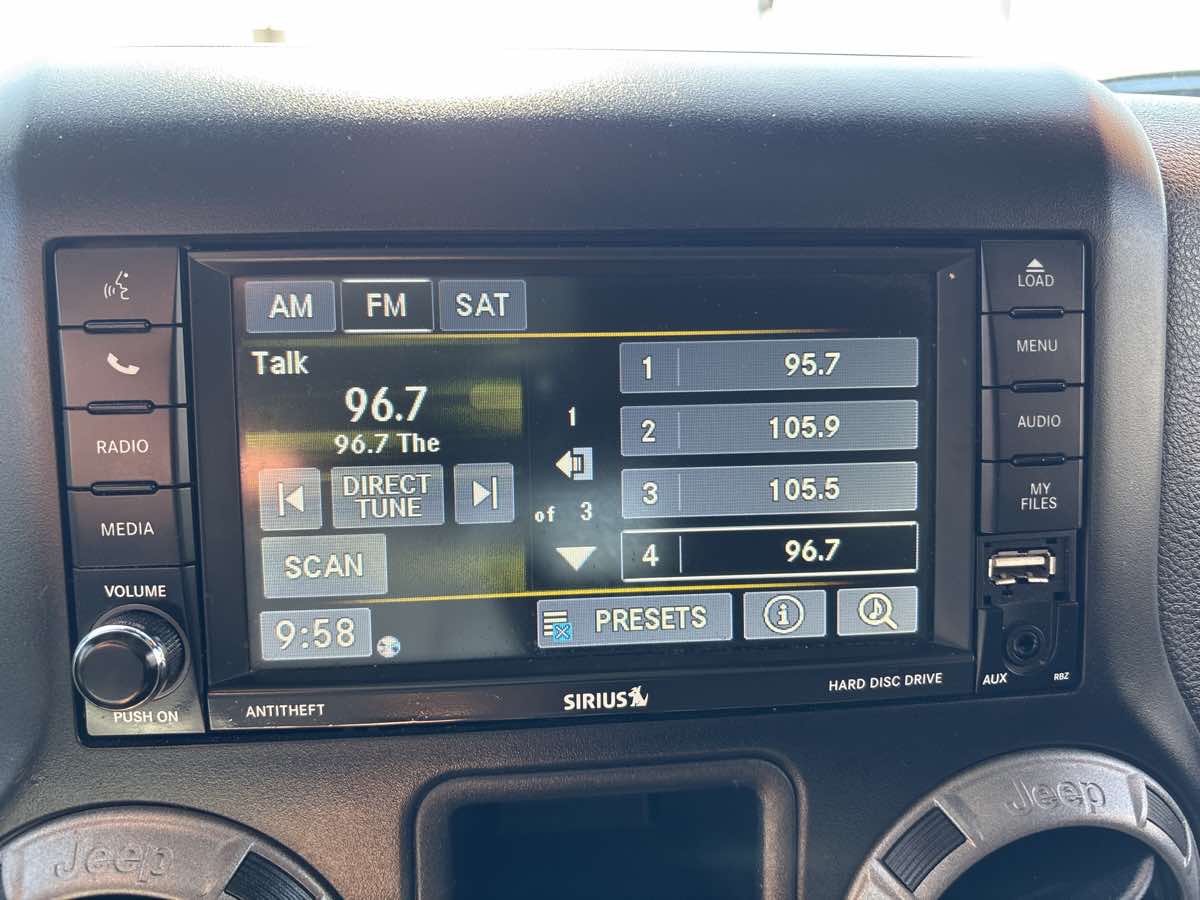 AM FM SAT
Talk
96.7
96.7 The
DIRECT
TUNE
SCAN
9:58
1
of 3
1 95.7
2 105.9
3 105.5
4 96.7
PRESETS
i
RADIO
MEDIA
VOLUME
PUSH ON
LOAD
MENU
AUDIO
MY
FILES
AUX RBZ
ANTITHEFT
SIRIUS
HARD DISC DRIVE
Jeep
Jeep